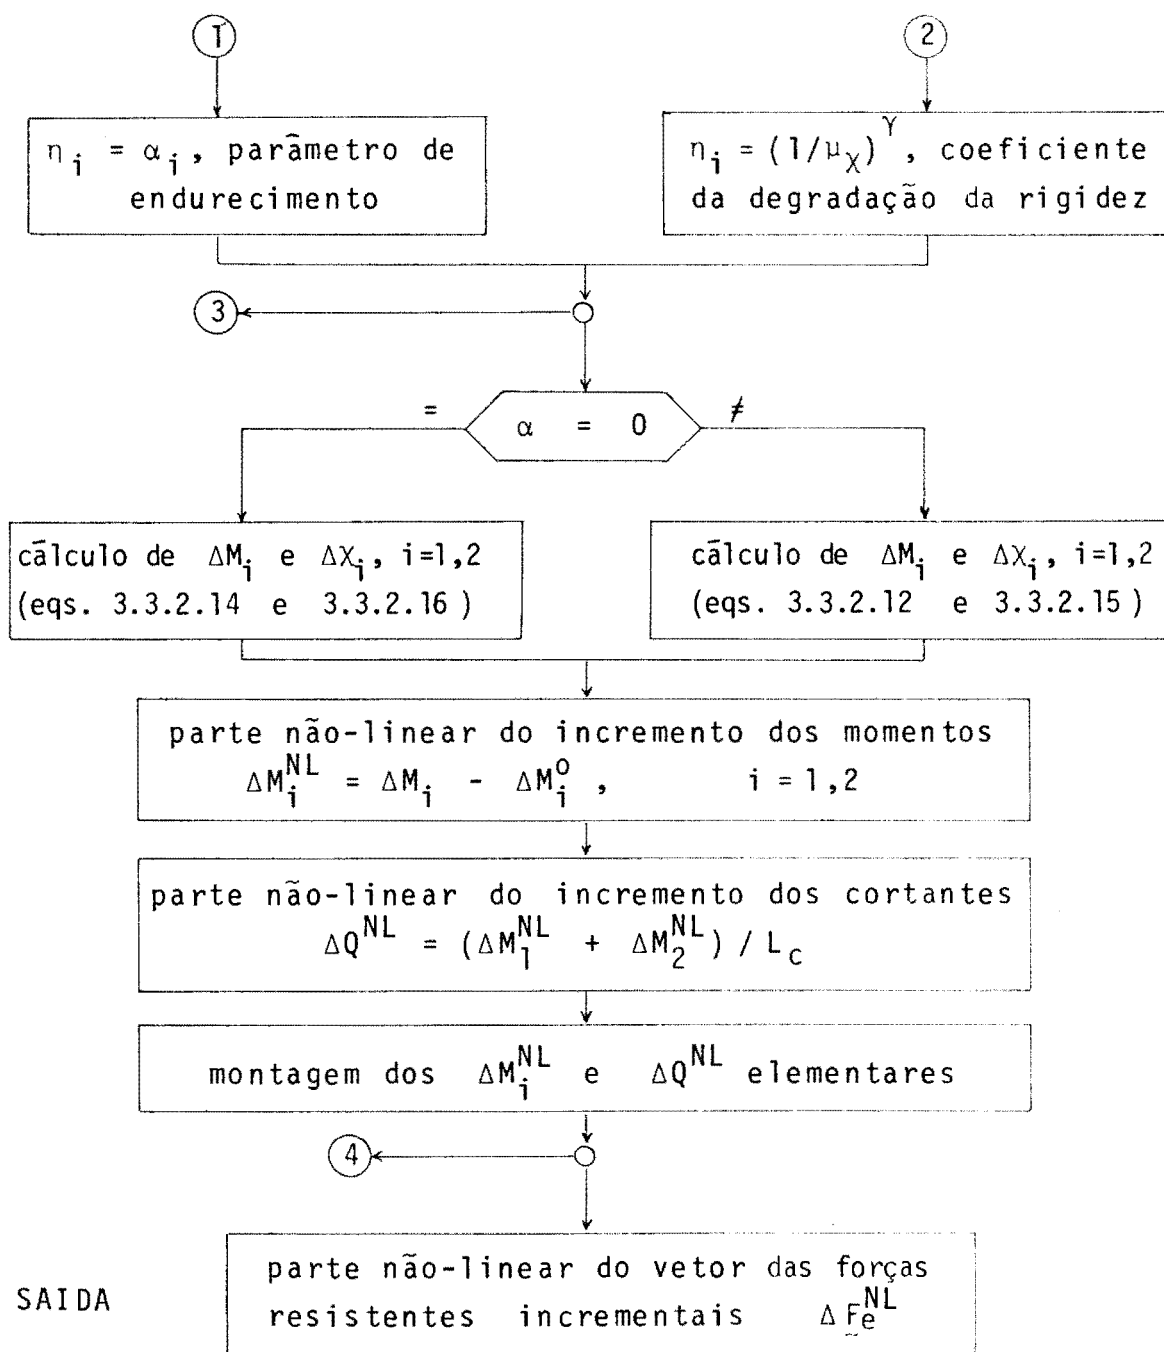 1
2
η_i = α_i, parâmetro de
endurecimento
η_i = (1/μ_χ)^γ, coeficiente
da degradação da rigidez
3
=
α = 0
≠
cálculo de ΔM_i e Δχ_i, i=1,2
(eqs. 3.3.2.14 e 3.3.2.16)
cálculo de ΔM_i e Δχ_i, i=1,2
(eqs. 3.3.2.12 e 3.3.2.15)
parte não-linear do incremento dos momentos
ΔM_i^NL = ΔM_i - ΔM_i^0 , i = 1,2
parte não-linear do incremento dos cortantes
ΔQ^NL = (ΔM_1^NL + ΔM_2^NL) / L_c
montagem dos ΔM_i^NL e ΔQ^NL elementares
4
SAIDA
parte não-linear do vetor das forças
resistentes incrementais Δ F_e^NL